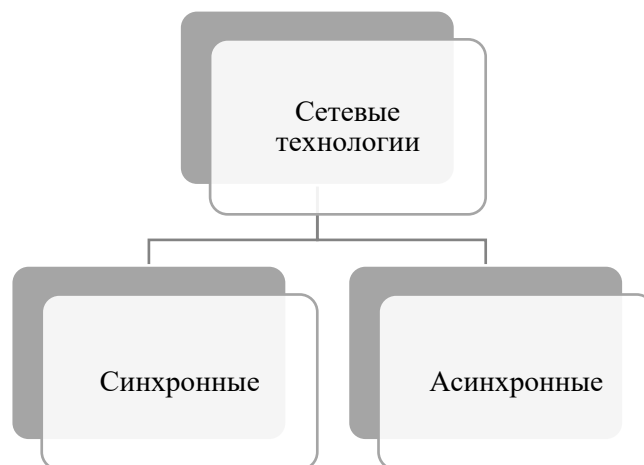 Сетевые
технологии
Синхронные
Асинхронные